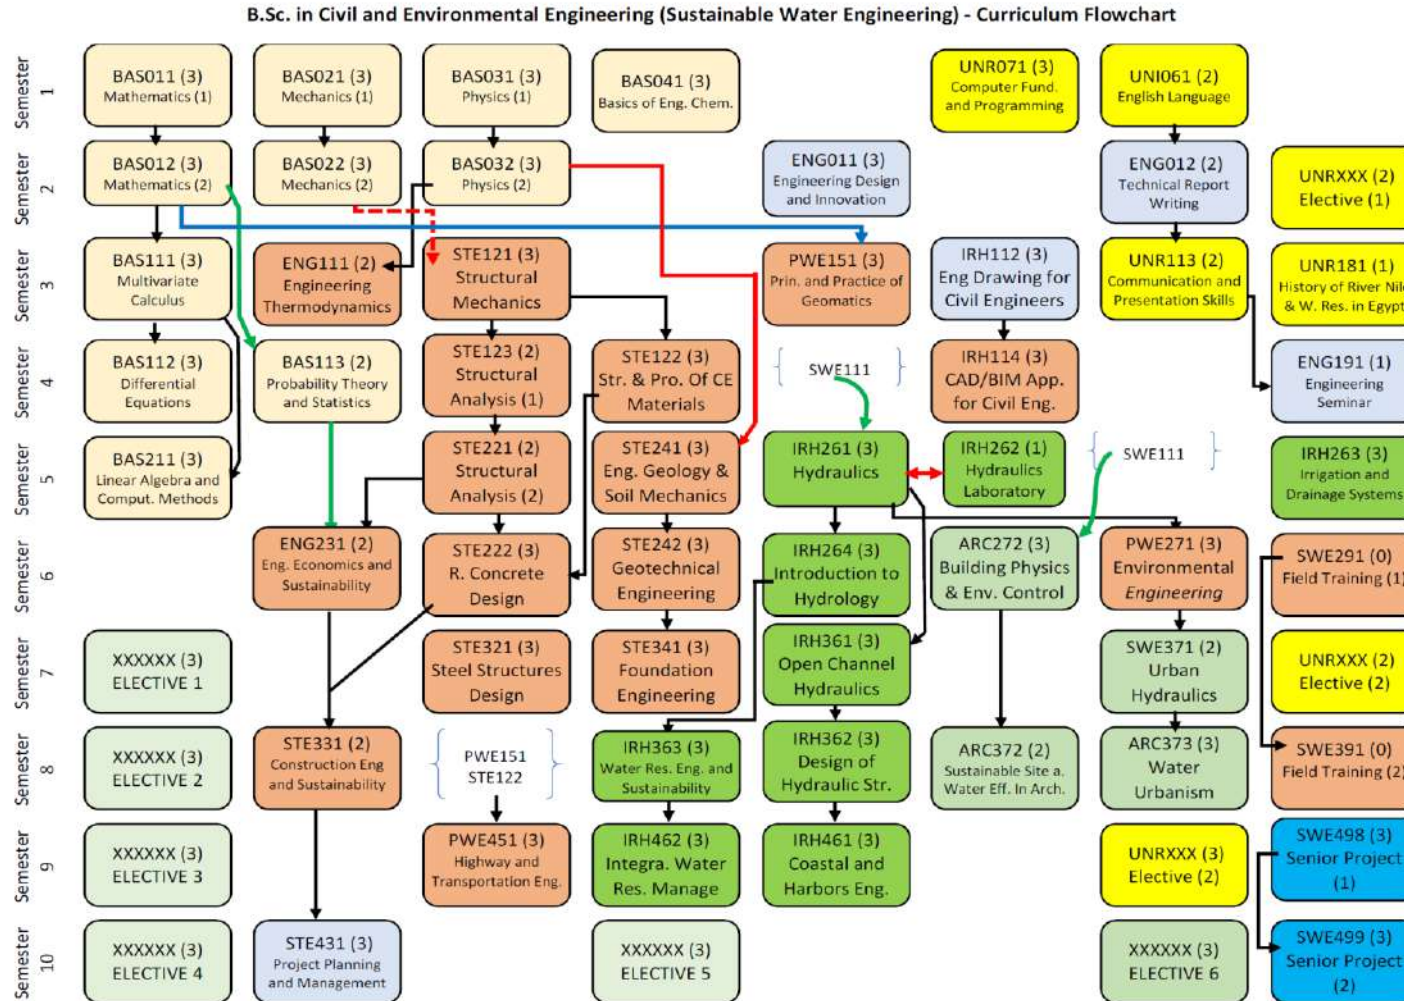 B.Sc. in Civil and Environmental Engineering (Sustainable Water Engineering) - Curriculum Flowchart
Semester
1
BAS011 (3)
Mathematics (1)
BAS021 (3)
Mechanics (1)
BAS031 (3)
Physics (1)
BAS041 (3)
Basics of Eng. Chem.
UNR071 (3)
Computer Fund.
and Programming
UNI061 (2)
English Language
Semester
2
BAS012 (3)
Mathematics (2)
BAS022 (3)
Mechanics (2)
BAS032 (3)
Physics (2)
ENG011 (3)
Engineering Design
and Innovation
ENG012 (2)
Technical Report
Writing
UNRXXX (2)
Elective (1)
Semester
3
BAS111 (3)
Multivariate
Calculus
ENG111 (2)
Engineering
Thermodynamics
STE121 (3)
Structural
Mechanics
PWE151 (3)
Prin. and Practice of
Geomatics
IRH112 (3)
Eng Drawing for
Civil Engineers
UNR113 (2)
Communication and
Presentation Skills
UNR181 (1)
History of River Nile
& W. Res. in Egypt
Semester
4
BAS112 (3)
Differential
Equations
BAS113 (2)
Probability Theory
and Statistics
STE123 (2)
Structural
Analysis (1)
STE122 (3)
Str. & Pro. Of CE
Materials
SWE111
IRH114 (3)
CAD/BIM App.
for Civil Eng.
ENG191 (1)
Engineering
Seminar
Semester
5
BAS211 (3)
Linear Algebra and
Comput. Methods
STE221 (2)
Structural
Analysis (2)
STE241 (3)
Eng. Geology &
Soil Mechanics
IRH261 (3)
Hydraulics
IRH262 (1)
Hydraulics
Laboratory
SWE111
IRH263 (3)
Irrigation and
Drainage Systems
Semester
6
ENG231 (2)
Eng. Economics and
Sustainability
STE222 (3)
R. Concrete
Design
STE242 (3)
Geotechnical
Engineering
IRH264 (3)
Introduction to
Hydrology
ARC272 (3)
Building Physics
& Env. Control
PWE271 (3)
Environmental
Engineering
SWE291 (0)
Field Training (1)
Semester
7
XXXXXX (3)
ELECTIVE 1
STE321 (3)
Steel Structures
Design
STE341 (3)
Foundation
Engineering
IRH361 (3)
Open Channel
Hydraulics
SWE371 (2)
Urban
Hydraulics
UNRXXX (2)
Elective (2)
Semester
8
XXXXXX (3)
ELECTIVE 2
STE331 (2)
Construction Eng
and Sustainability
PWE151
STE122
IRH363 (3)
Water Res. Eng. and
Sustainability
IRH362 (3)
Design of
Hydraulic Str.
ARC372 (2)
Sustainable Site a.
Water Eff. In Arch.
ARC373 (3)
Water
Urbanism
SWE391 (0)
Field Training (2)
Semester
9
XXXXXX (3)
ELECTIVE 3
PWE451 (3)
Highway and
Transportation Eng.
IRH462 (3)
Integra. Water
Res. Manage
IRH461 (3)
Coastal and
Harbors Eng.
UNRXXX (3)
Elective (2)
SWE498 (3)
Senior Project
(1)
Semester
10
XXXXXX (3)
ELECTIVE 4
STE431 (3)
Project Planning
and Management
XXXXXX (3)
ELECTIVE 5
XXXXXX (3)
ELECTIVE 6
SWE499 (3)
Senior Project
(2)